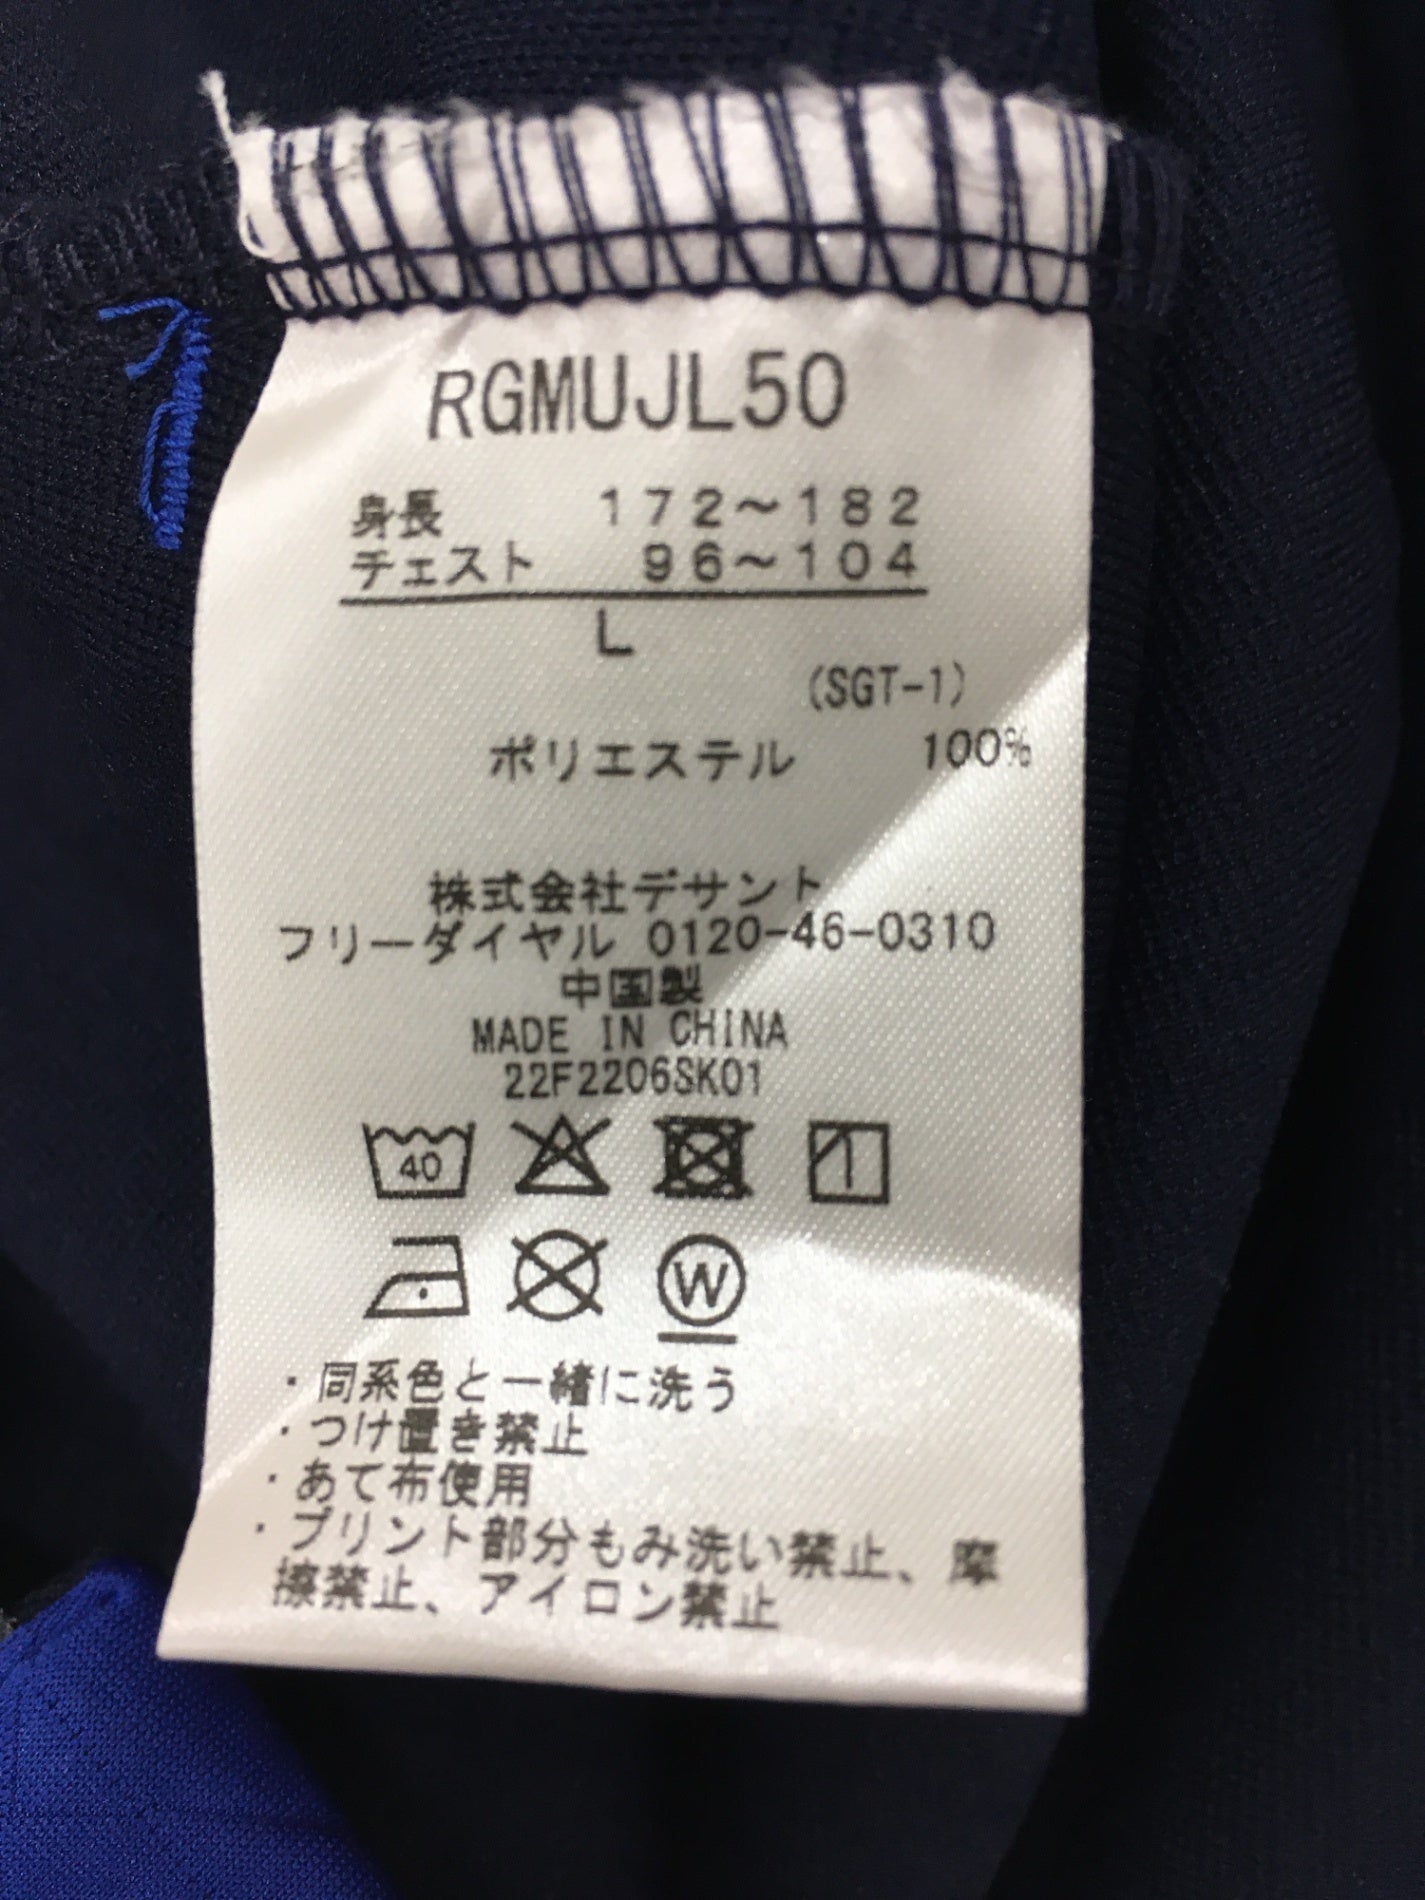 RGMUJL50
身長 172～182
チェスト 96～104
L
(SGT-1)
ポリエステル 100%
株式会社デサント
フリーダイヤル 0120-46-0310
中国製
MADE IN CHINA
22F2206SK01
40
W
・同系色と一緒に洗う
・つけ置き禁止
・あて布使用
・プリント部分もみ洗い禁止、摩
擦禁止、アイロン禁止